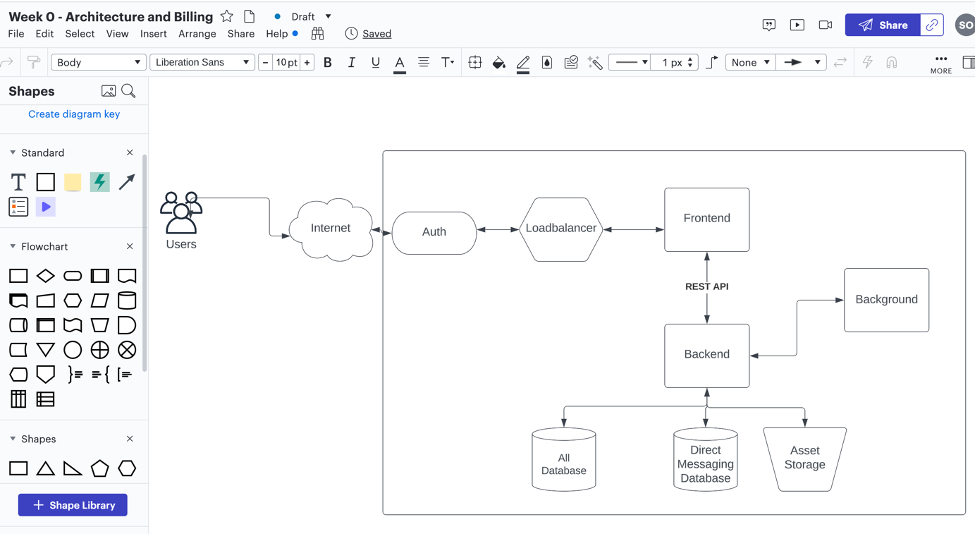 Week 0 - Architecture and Billing
Draft
File Edit Select View Insert Arrange Share Help
Saved
Share
SO
Body
Liberation Sans
- 10 pt +
B I U A T
1 px
None
MORE
Shapes
Create diagram key
Standard
T
Flowchart
Shapes
+ Shape Library
Users
Internet
Auth
Loadbalancer
Frontend
REST API
Background
Backend
All
Database
Direct
Messaging
Database
Asset
Storage